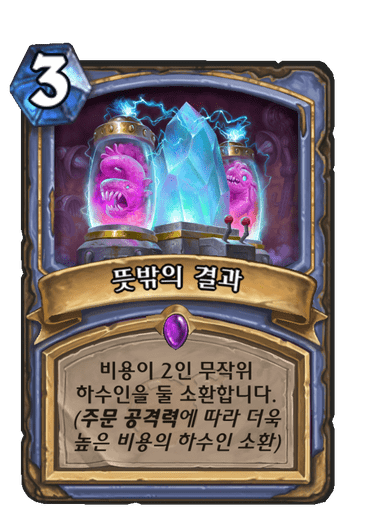 3
뜻밖의 결과
비용이 2인 무작위
하수인을 둘 소환합니다.
(주문 공격력에 따라 더욱
높은 비용의 하수인 소환)